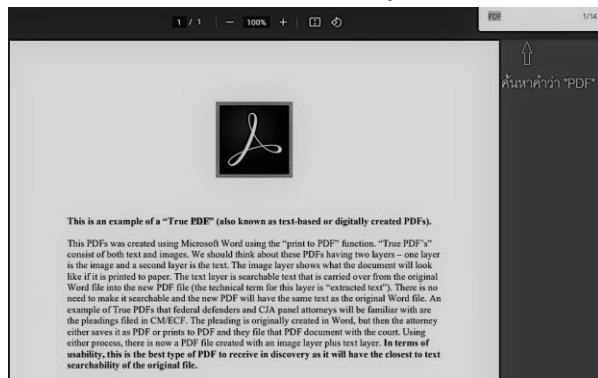 1 / 1 | — 100% +
PDF 1/14
ค้นหาคำว่า "PDF"
This is an example of a “True PDF” (also known as text-based or digitally created PDFs).
This PDFs was created using Microsoft Word using the “print to PDF” function. “True PDF’s”
consist of both text and images. We should think about these PDFs having two layers – one layer
is the image and a second layer is the text. The image layer shows what the document will look
like if it is printed to paper. The text layer is searchable text that is carried over from the original
Word file into the new PDF file (the technical term for this layer is “extracted text”). There is no
need to make it searchable and the new PDF will have the same text as the original Word file. An
example of True PDFs that federal defenders and CJA panel attorneys will be familiar with are
the pleadings filed in CM/ECF. The pleading is originally created in Word, but then the attorney
either saves it as PDF or prints to PDF and they file that PDF document with the court. Using
either process, there is now a PDF file created with an image layer plus text layer. In terms of
usability, this is the best type of PDF to receive in discovery as it will have the closest to text
searchability of the original file.